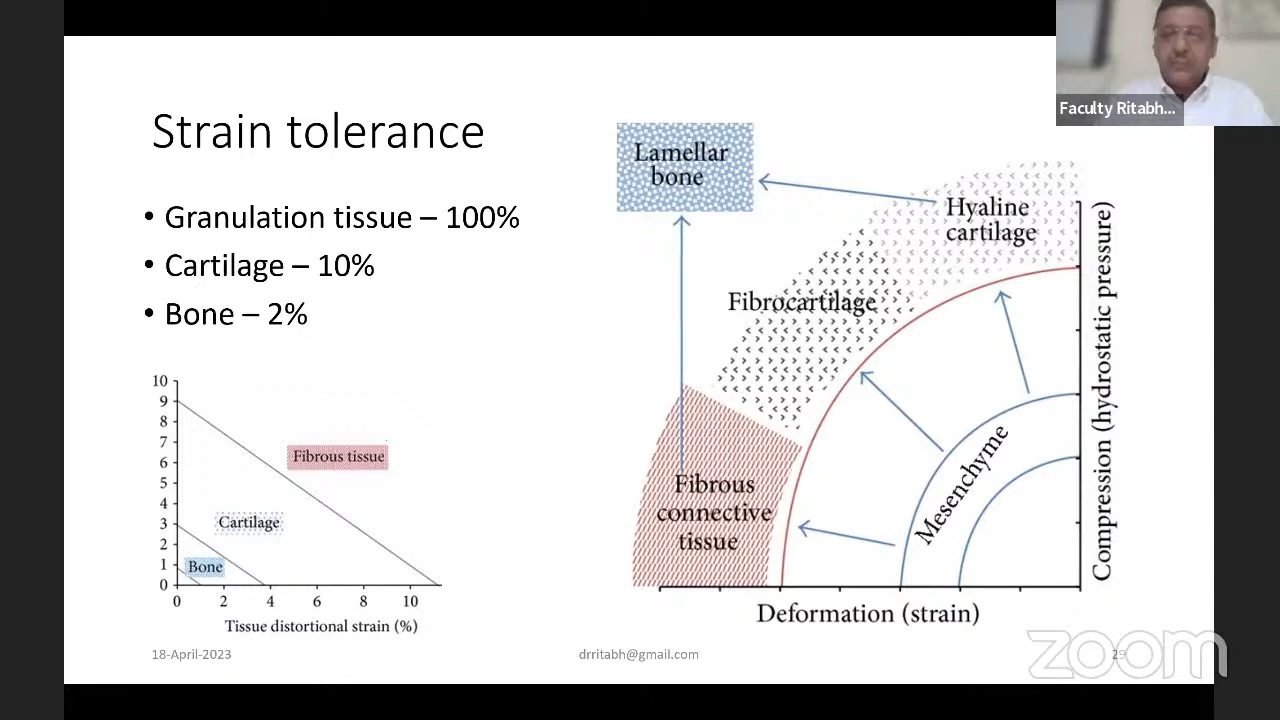 Faculty Ritabh...
Strain tolerance
• Granulation tissue – 100%
• Cartilage – 10%
• Bone – 2%
10
9
8
7
6
5
4
3
2
1
0
Fibrous tissue
Cartilage
Bone
0 2 4 6 8 10
Tissue distortional strain (%)
Lamellar
bone
Hyaline
cartilage
Fibrocartilage
Fibrous
connective
tissue
Mesenchyme
Compression (hydrostatic pressure)
Deformation (strain)
18-April-2023
drritabh@gmail.com
29
zoom